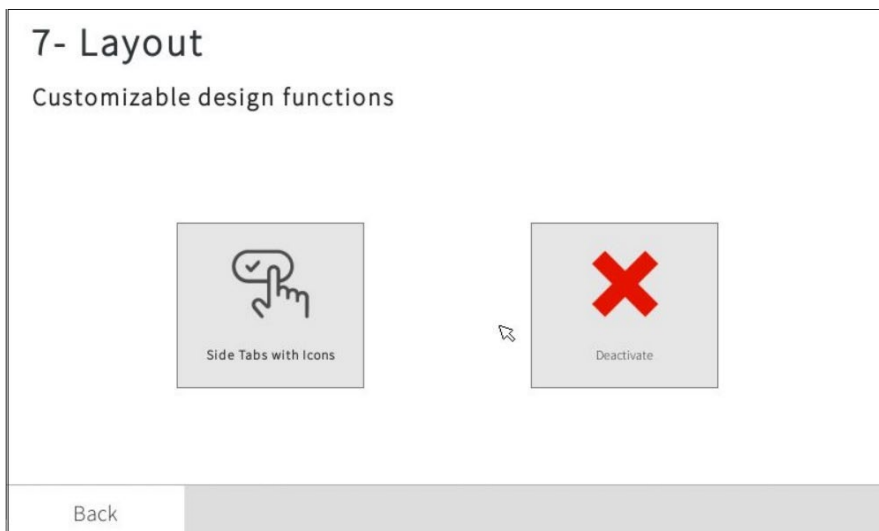 7- Layout
Customizable design functions
Side Tabs with Icons
Deactivate
Back